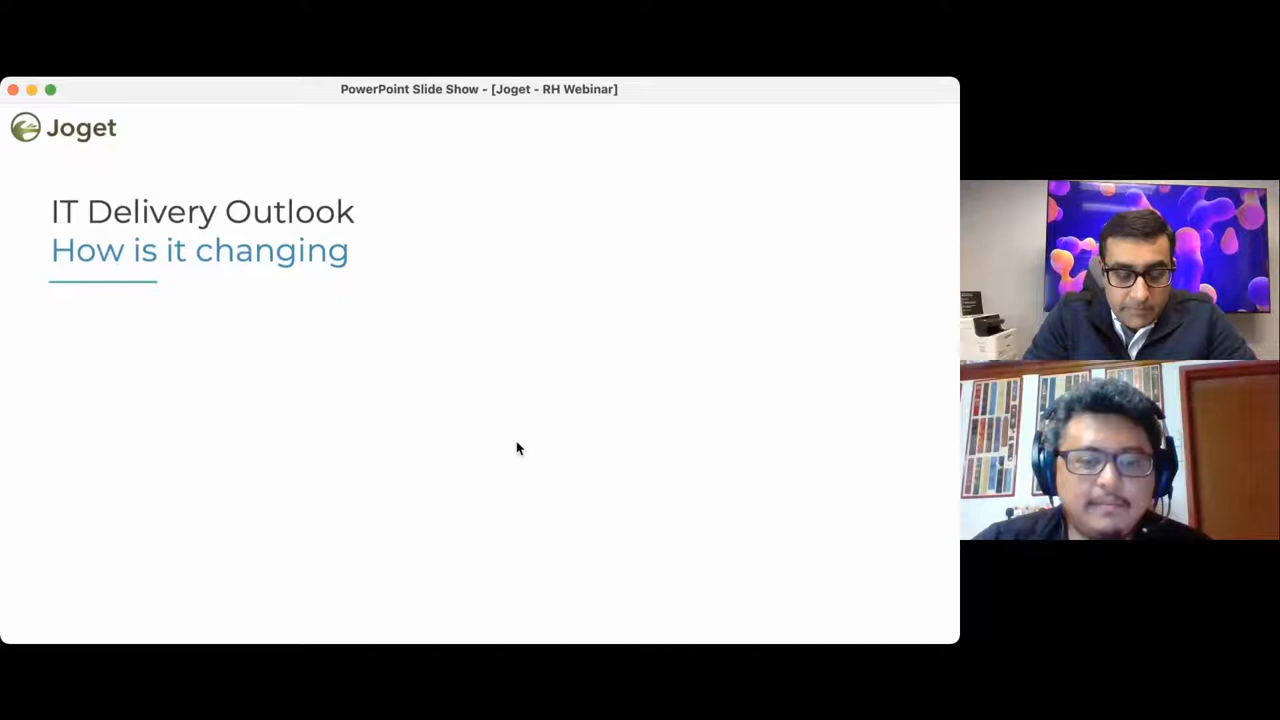 PowerPoint Slide Show - [Joget - RH Webinar]
Joget
IT Delivery Outlook
How is it changing